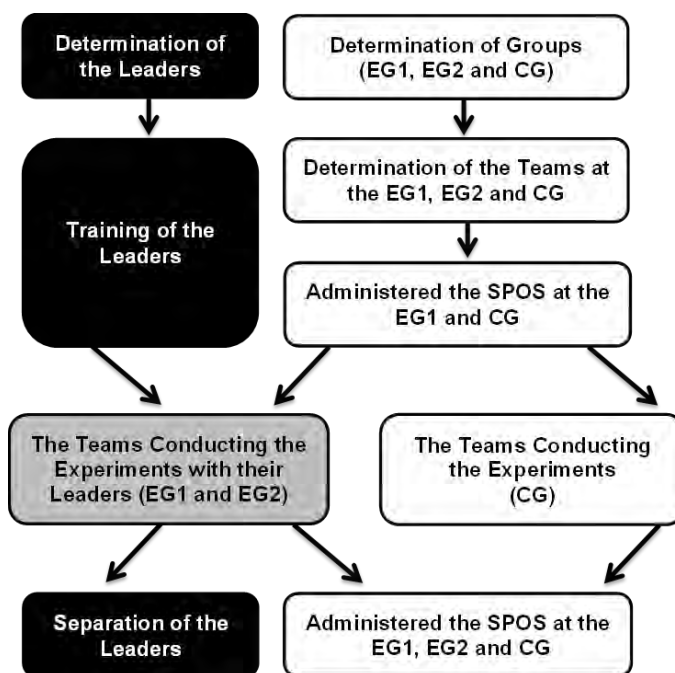 Determination of
the Leaders
Determination of Groups
(EG1, EG2 and CG)
Training of the
Leaders
Determination of the Teams at
the EG1, EG2 and CG
Administered the SPOS at the
EG1 and CG
The Teams Conducting the
Experiments with their
Leaders (EG1 and EG2)
The Teams Conducting
the Experiments
(CG)
Separation of the
Leaders
Administered the SPOS at the
EG1, EG2 and CG